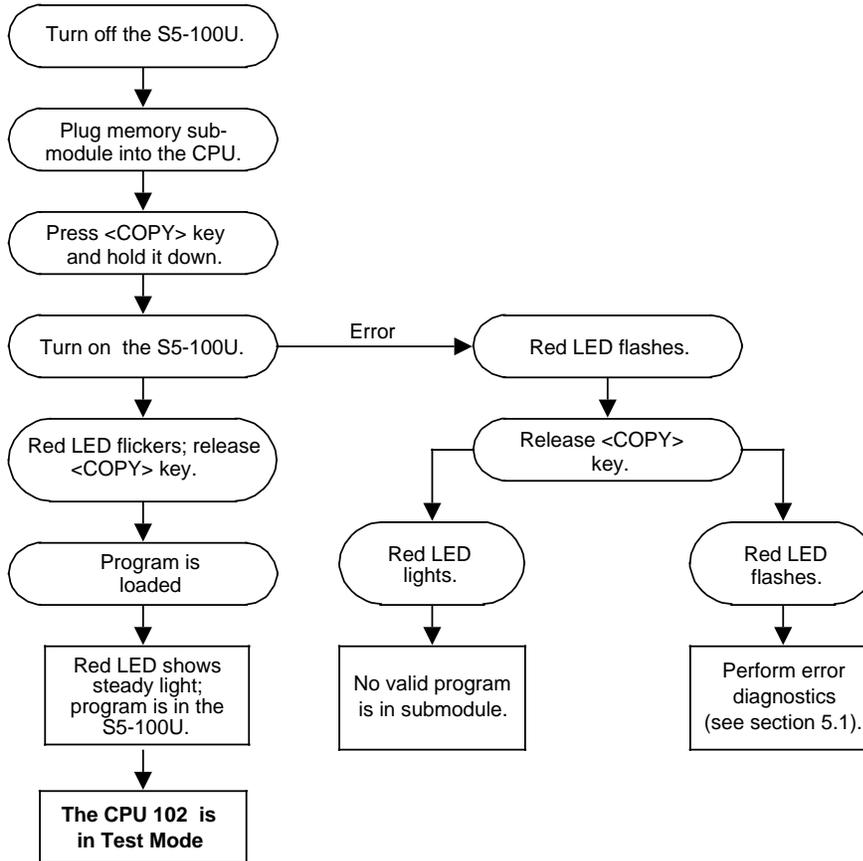 Turn off the S5-100U.
Plug memory sub-
module into the CPU.
Press <COPY> key
and hold it down.
Turn on the S5-100U.
Error
Red LED flashes.
Red LED flickers; release
<COPY> key.
Release <COPY>
key.
Program is
loaded
Red LED
lights.
Red LED
flashes.
Red LED shows
steady light;
program is in the
S5-100U.
No valid program
is in submodule.
Perform error
diagnostics
(see section 5.1).
The CPU 102 is
in Test Mode